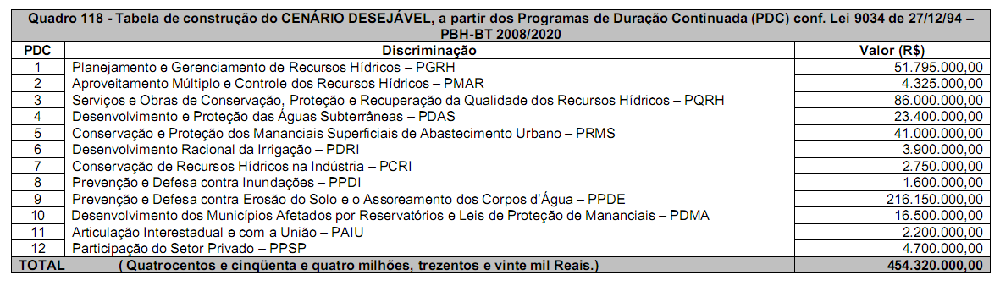 Quadro 118 - Tabela de construção do CENÁRIO DESEJÁVEL, a partir dos Programas de Duração Continuada (PDC) conf. Lei 9034 de 27/12/94 –
PBH-BT 2008/2020
PDC Discriminação Valor (R$)
1 Planejamento e Gerenciamento de Recursos Hídricos – PGRH 51.795.000,00
2 Aproveitamento Múltiplo e Controle dos Recursos Hídricos – PMAR 4.325.000,00
3 Serviços e Obras de Conservação, Proteção e Recuperação da Qualidade dos Recursos Hídricos – PQRH 86.000.000,00
4 Desenvolvimento e Proteção das Águas Subterrâneas – PDAS 23.400.000,00
5 Conservação e Proteção dos Mananciais Superficiais de Abastecimento Urbano – PRMS 41.000.000,00
6 Desenvolvimento Racional da Irrigação – PDRI 3.900.000,00
7 Conservação de Recursos Hídricos na Indústria – PCRI 2.750.000,00
8 Prevenção e Defesa contra Inundações – PPDI 1.600.000,00
9 Prevenção e Defesa contra Erosão do Solo e o Assoreamento dos Corpos d’Água – PPDE 216.150.000,00
10 Desenvolvimento dos Municípios Afetados por Reservatórios e Leis de Proteção de Mananciais – PDMA 16.500.000,00
11 Articulação Interestadual e com a União – PAIU 2.200.000,00
12 Participação do Setor Privado – PPSP 4.700.000,00
TOTAL ( Quatrocentos e cinqüenta e quatro milhões, trezentos e vinte mil Reais.) 454.320.000,00